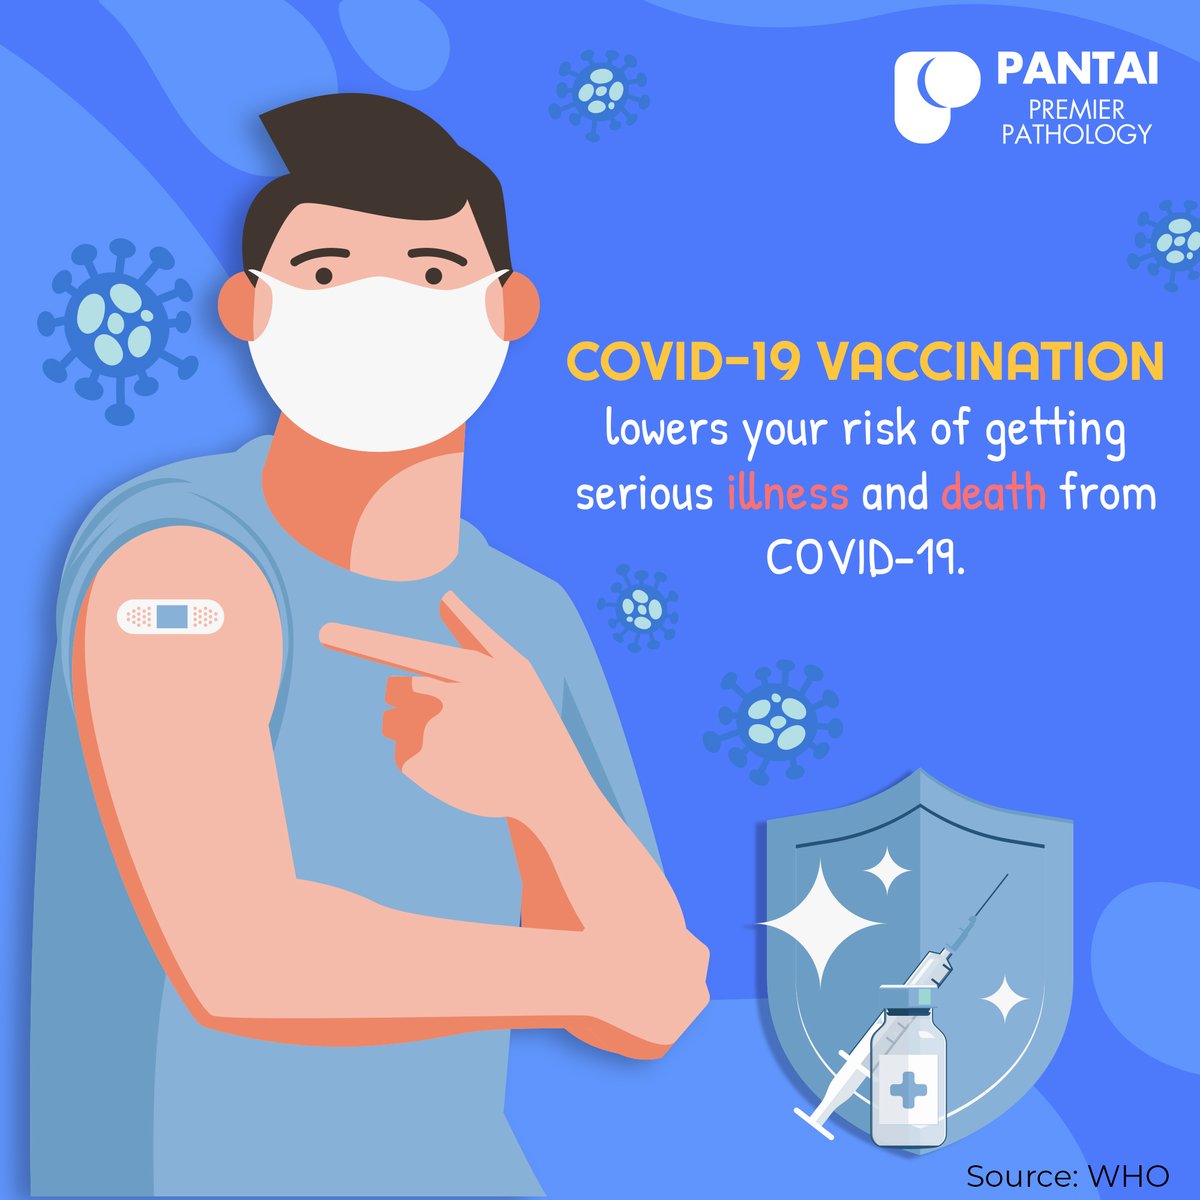 PANTAI
PREMIER
PATHOLOGY
COVID-19 VACCINATION
lowers your risk of getting
serious illness and death from
COVID-19.
Source: WHO